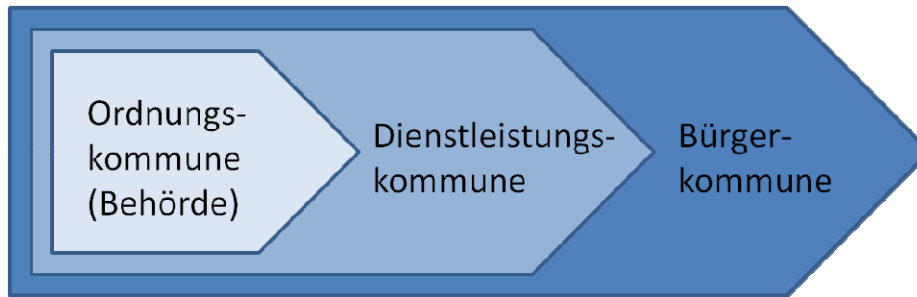 Ordnungs-
kommune
(Behörde)
Dienstleistungs-
kommune
Bürger-
kommune